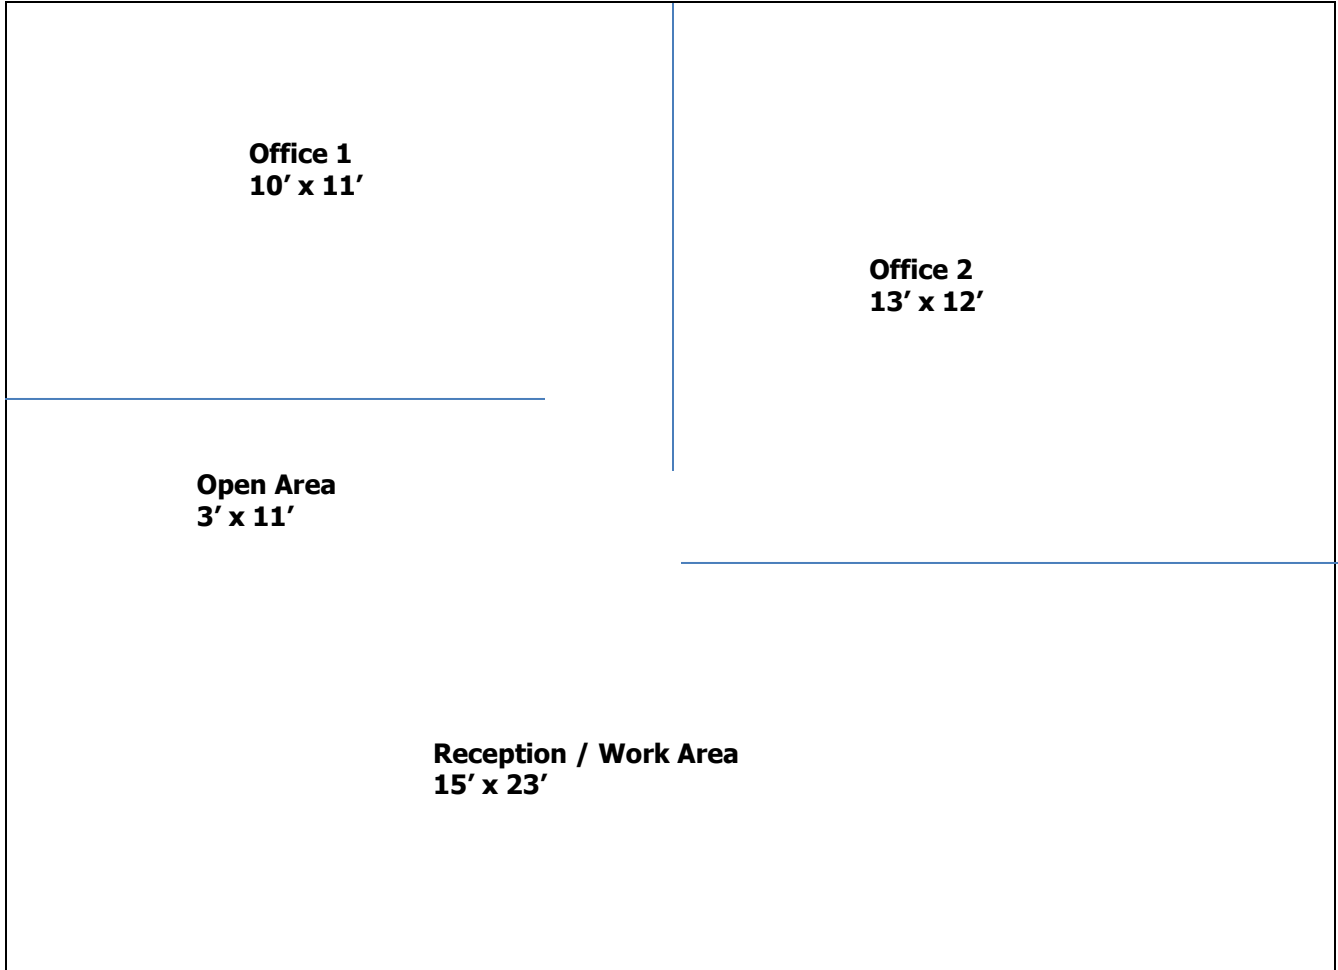 Office 1
10’ x 11’
Office 2
13’ x 12’
Open Area
3’ x 11’
Reception / Work Area
15’ x 23’